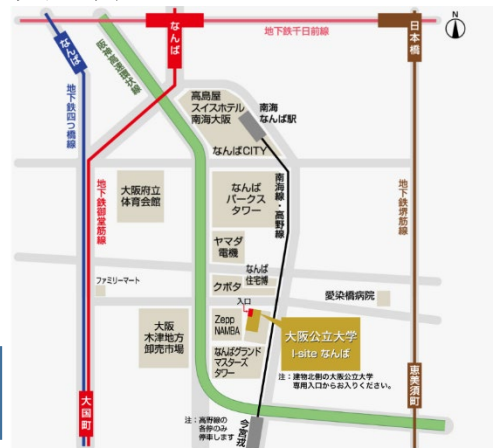 N
なんば
なんば
地下鉄千日前線
日本橋
阪神高速環状線
地下鉄四つ橋線
高島屋
スイスホテル
南海大阪
南海
なんば駅
なんばCITY
地下鉄御堂筋線
大阪府立
体育会館
なんば
パークス
タワー
南海線・高野線
地下鉄堺筋線
ヤマダ
電機
なんば
住宅博
ファミリーマート
クボタ
愛染橋病院
入口
大阪
木津地方
卸売市場
Zepp
NAMBA
大阪公立大学
I-site なんば
なんばグランド
マスターズ
タワー
注：建物北側の大阪公立大学
専用入口からお入りください。
恵美須町
大国町
注：高野線の
各停のみ
停車します
今宮戎